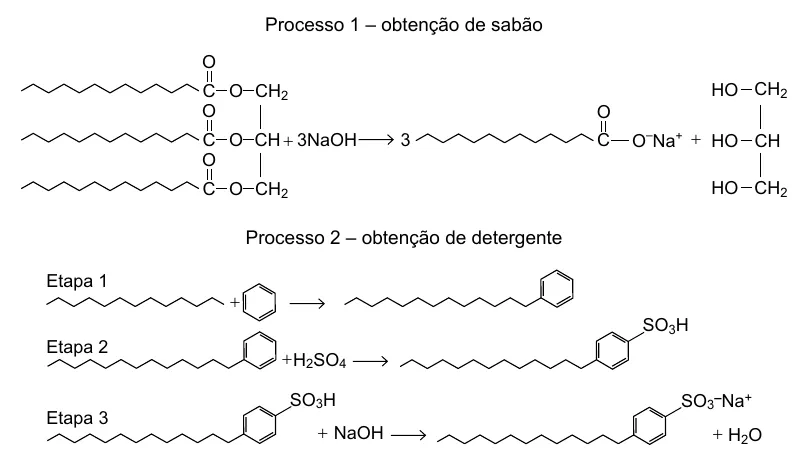 Processo 1 – obtenção de sabão
O
C–O–CH₂
O
C–O–CH + 3NaOH → 3
O
C–O–CH₂
O
C–O⁻Na⁺ +
HO–CH₂
HO–CH
HO–CH₂
Processo 2 – obtenção de detergente
Etapa 1
+ →
Etapa 2
+H₂SO₄ →
SO₃H
Etapa 3
SO₃H
+ NaOH →
SO₃⁻Na⁺
+ H₂O